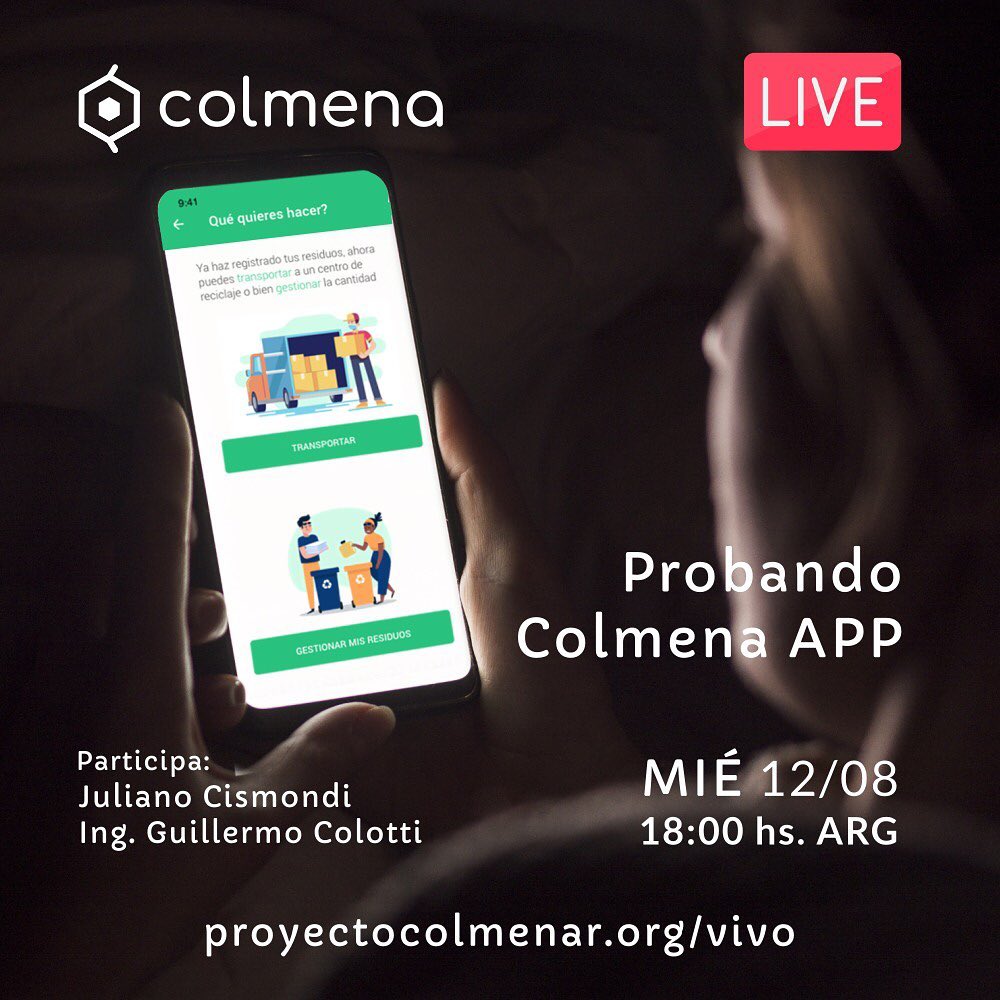 colmena
LIVE
9:41
Qué quieres hacer?
Ya haz registrado tus residuos, ahora
puedes transportar a un centro de
reciclaje o bien gestionar la cantidad
TRANSPORTAR
GESTIONAR MIS RESIDUOS
Probando
Colmena APP
Participa:
Juliano Cismondi
Ing. Guillermo Colotti
MIÉ 12/08
18:00 hs. ARG
proyectocolmenar.org/vivo